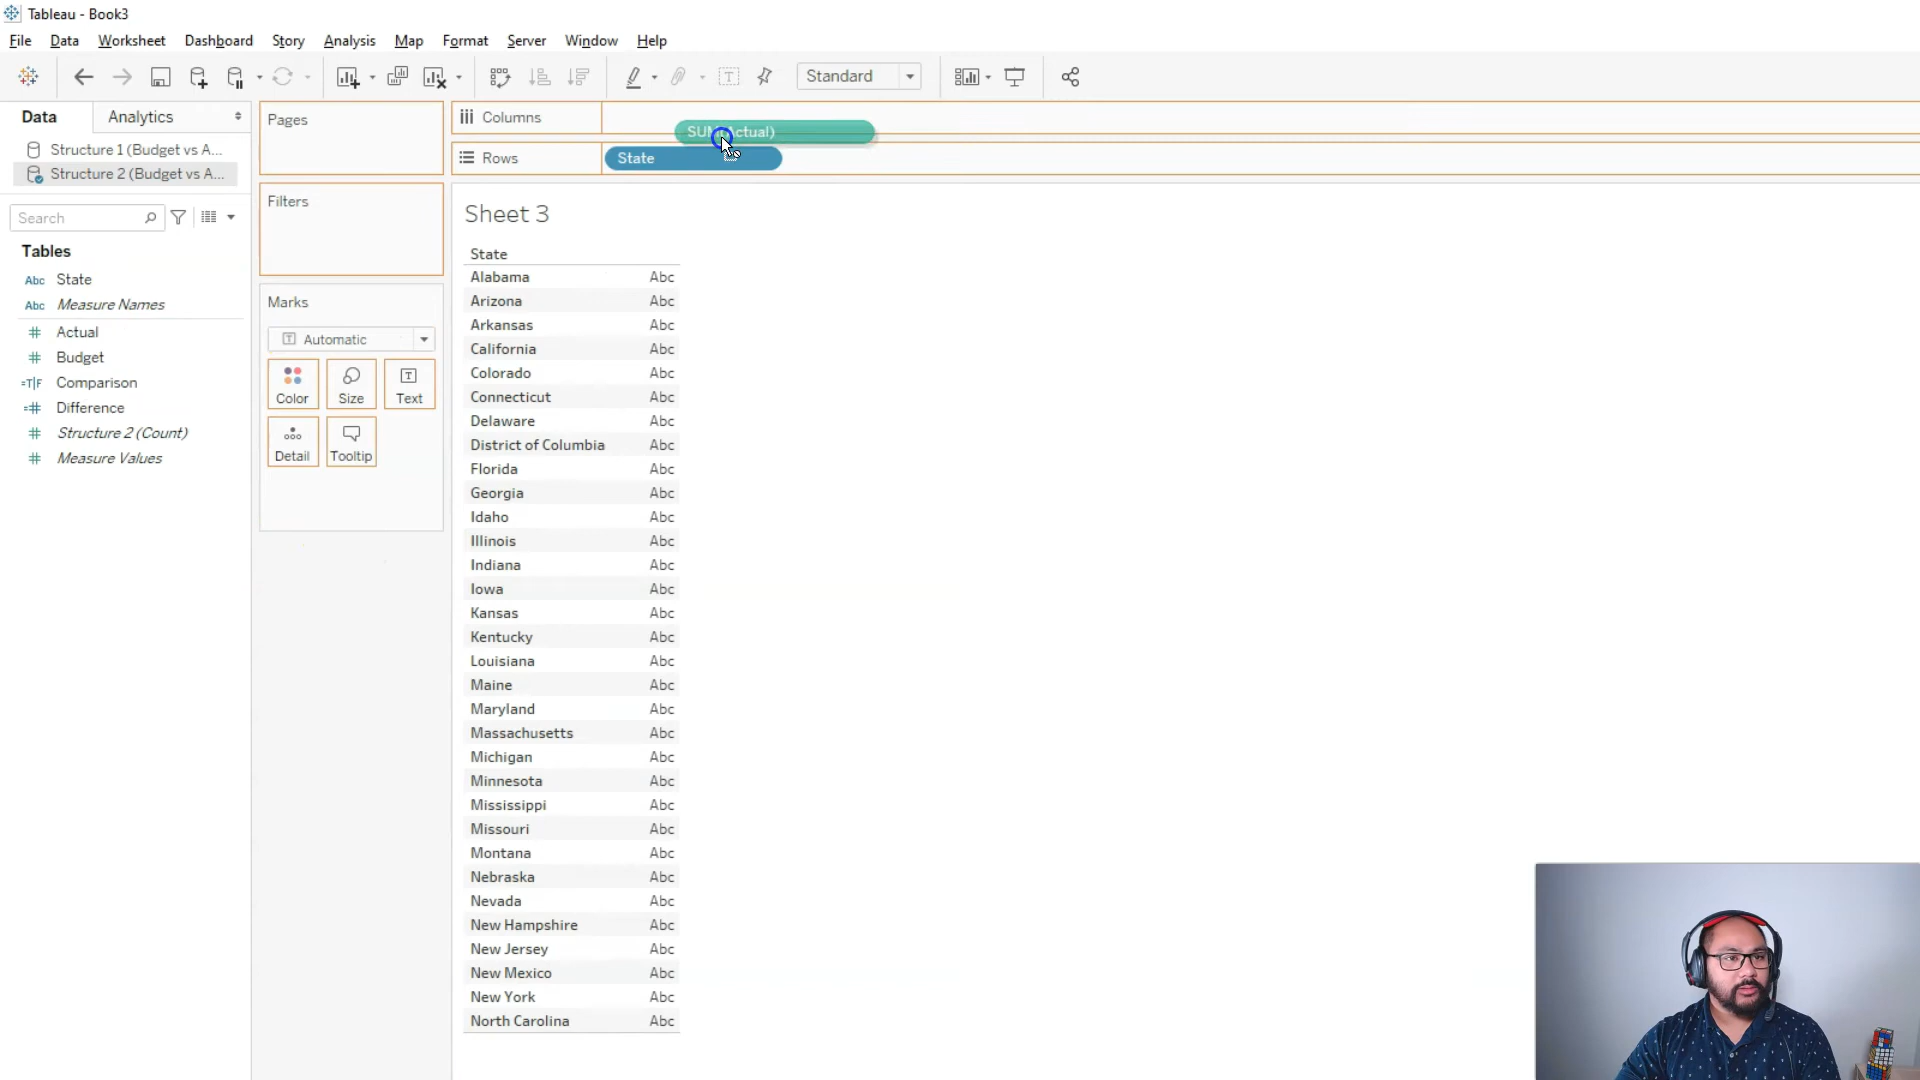 Tableau - Book3
File Data Worksheet Dashboard Story Analysis Map Format Server Window Help
Standard
Data Analytics
Pages
Columns
SUM(Actual)
Structure 1 (Budget vs A...
Rows
State
Structure 2 (Budget vs A...
Filters
Search
Sheet 3
Tables
State
Abc State
Abc Measure Names
Actual
Budget
=T|F Comparison
Difference
Structure 2 (Count)
Measure Values
Marks
Automatic
Color Size Text
Detail Tooltip
Alabama Abc
Arizona Abc
Arkansas Abc
California Abc
Colorado Abc
Connecticut Abc
Delaware Abc
District of Columbia Abc
Florida Abc
Georgia Abc
Idaho Abc
Illinois Abc
Indiana Abc
Iowa Abc
Kansas Abc
Kentucky Abc
Louisiana Abc
Maine Abc
Maryland Abc
Massachusetts Abc
Michigan Abc
Minnesota Abc
Mississippi Abc
Missouri Abc
Montana Abc
Nebraska Abc
Nevada Abc
New Hampshire Abc
New Jersey Abc
New Mexico Abc
New York Abc
North Carolina Abc